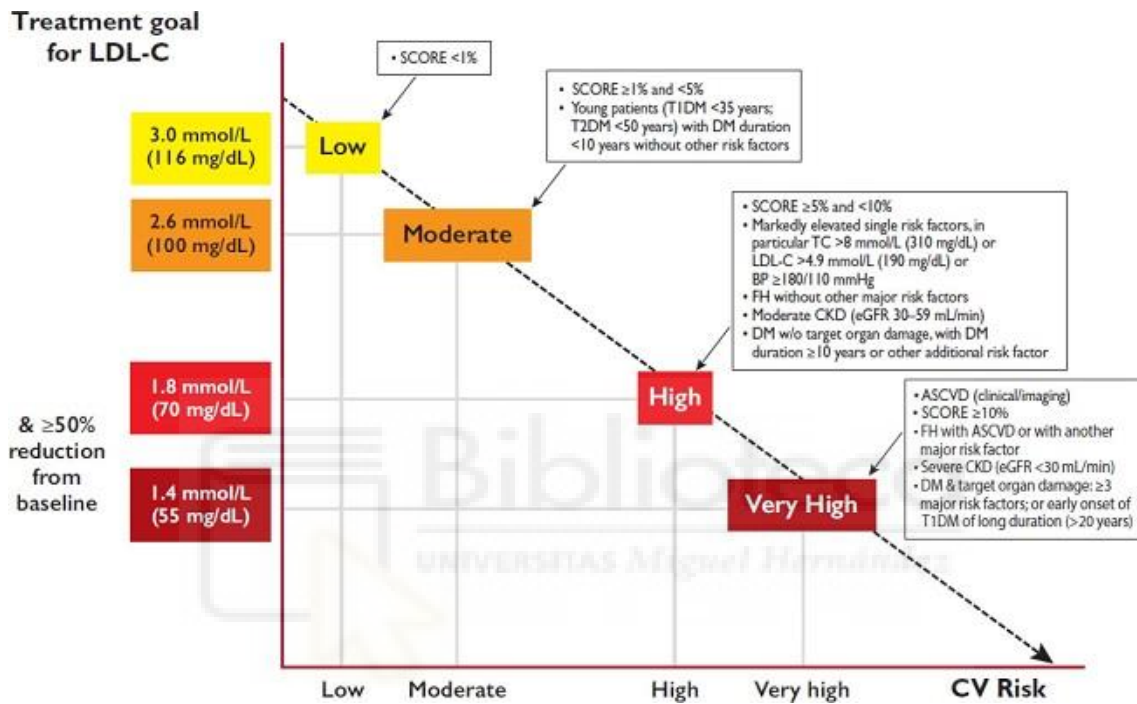 Treatment goal
for LDL-C
• SCORE <1%
• SCORE ≥1% and <5%
• Young patients (T1DM <35 years;
T2DM <50 years) with DM duration
<10 years without other risk factors
3.0 mmol/L
(116 mg/dL)
Low
2.6 mmol/L
(100 mg/dL)
Moderate
• SCORE ≥5% and <10%
• Markedly elevated single risk factors, in
particular TC >8 mmol/L (310 mg/dL) or
LDL-C >4.9 mmol/L (190 mg/dL) or
BP ≥180/110 mmHg
• FH without other major risk factors
• Moderate CKD (eGFR 30–59 mL/min)
• DM w/o target organ damage, with DM
duration ≥10 years or other additional risk factor
1.8 mmol/L
(70 mg/dL)
High
& ≥50%
reduction
from
baseline
• ASCVD (clinical/imaging)
• SCORE ≥10%
• FH with ASCVD or with another
major risk factor
• Severe CKD (eGFR <30 mL/min)
• DM & target organ damage: ≥3
major risk factors; or early onset of
T1DM of long duration (>20 years)
1.4 mmol/L
(55 mg/dL)
Very High
Biblioteca
UNIVERSITAS Miguel Hernández
Low
Moderate
High
Very high
CV Risk